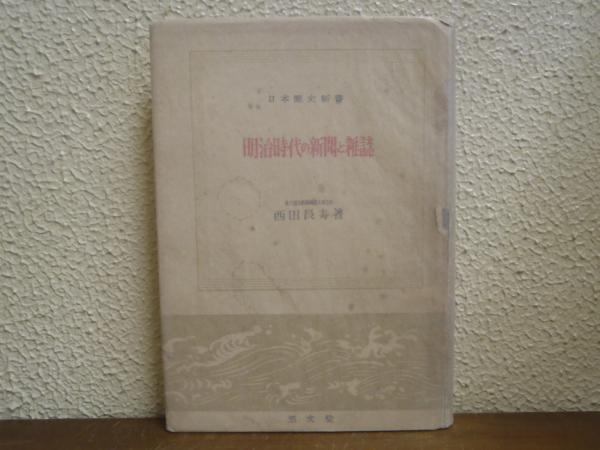 日本歴史新書
明治時代の新聞と雑誌
西田長寿著
至文堂